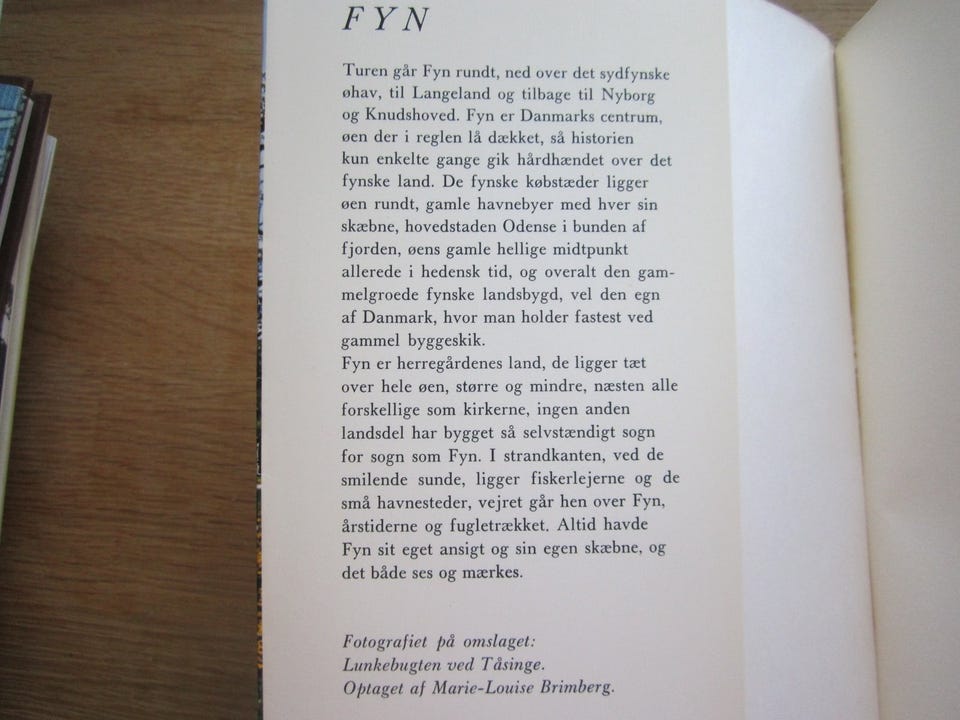 FYN
Turen går Fyn rundt, ned over det sydfynske
øhav, til Langeland og tilbage til Nyborg
og Knudshoved. Fyn er Danmarks centrum,
øen der i reglen lå dækket, så historien
kun enkelte gange gik hårdhændet over det
fynske land. De fynske købstæder ligger
øen rundt, gamle havnebyer med hver sin
skæbne, hovedstaden Odense i bunden af
fjorden, øens gamle hellige midtpunkt
allerede i hedensk tid, og overalt den gam-
melgroede fynske landsbygd, vel den egn
af Danmark, hvor man holder fastest ved
gammel byggeskik.
Fyn er herregårdenes land, de ligger tæt
over hele øen, større og mindre, næsten alle
forskellige som kirkerne, ingen anden
landsdel har bygget så selvstændigt sogn
for sogn som Fyn. I strandkanten, ved de
smilende sunde, ligger fiskerlejerne og de
små havnesteder, vejret går hen over Fyn,
årstiderne og fugletrækket. Altid havde
Fyn sit eget ansigt og sin egen skæbne, og
det både ses og mærkes.
Fotografiet på omslaget:
Lunkebugten ved Tåsinge.
Optaget af Marie-Louise Brimberg.